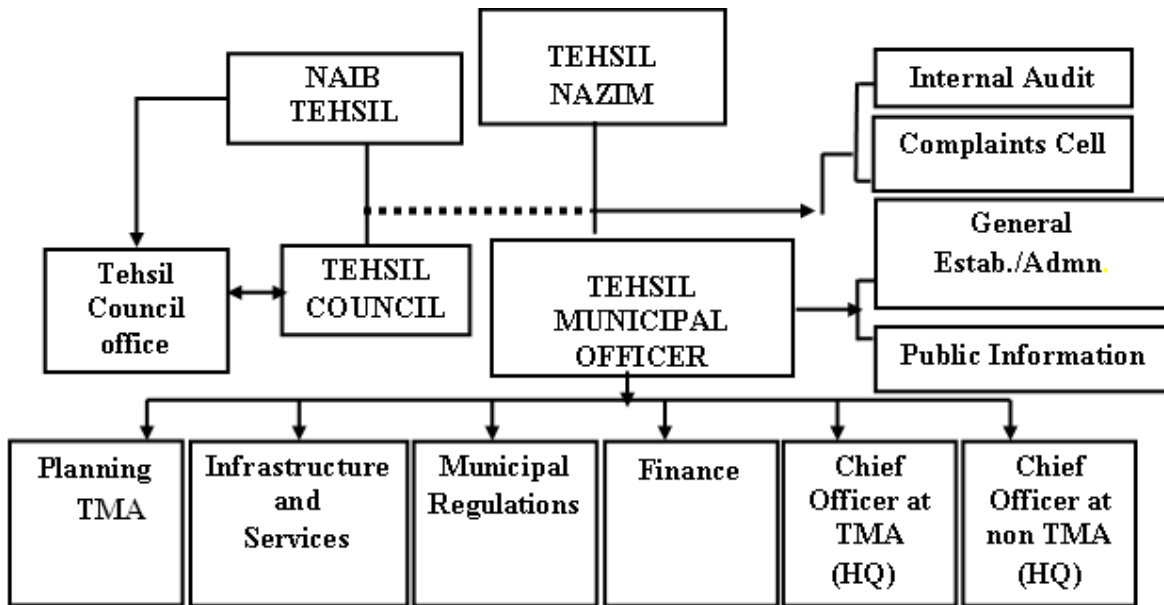 NAIB
TEHSIL
TEHSIL
NAZIM
Internal Audit
Complaints Cell
General
Estab./Admn.
Public Information
Tehsil
Council
office
TEHSIL
COUNCIL
TEHSIL
MUNICIPAL
OFFICER
Planning
TMA
Infrastructure
and
Services
Municipal
Regulations
Finance
Chief
Officer at
TMA
(HQ)
Chief
Officer at
non TMA
(HQ)